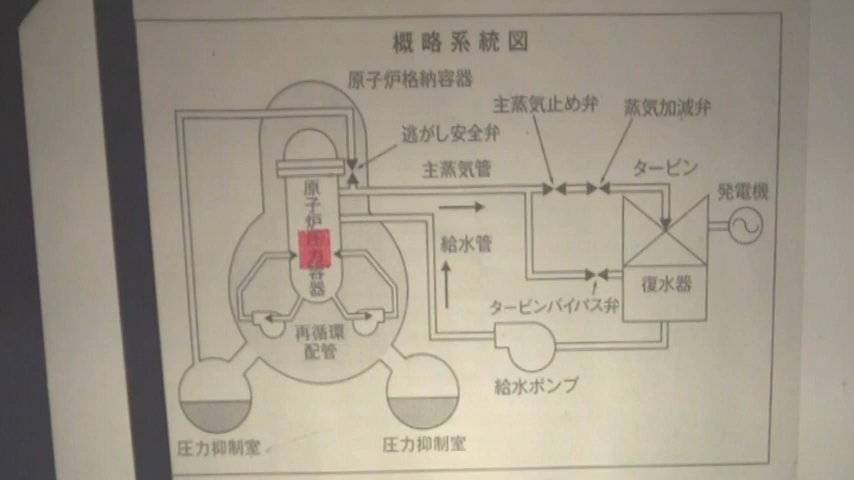 概略系統図
原子炉格納容器
主蒸気止め弁
蒸気加減弁
逃がし安全弁
主蒸気管
タービン
発電機
原子炉圧力容器
給水管
復水器
タービンバイパス弁
再循環
配管
給水ポンプ
圧力抑制室
圧力抑制室